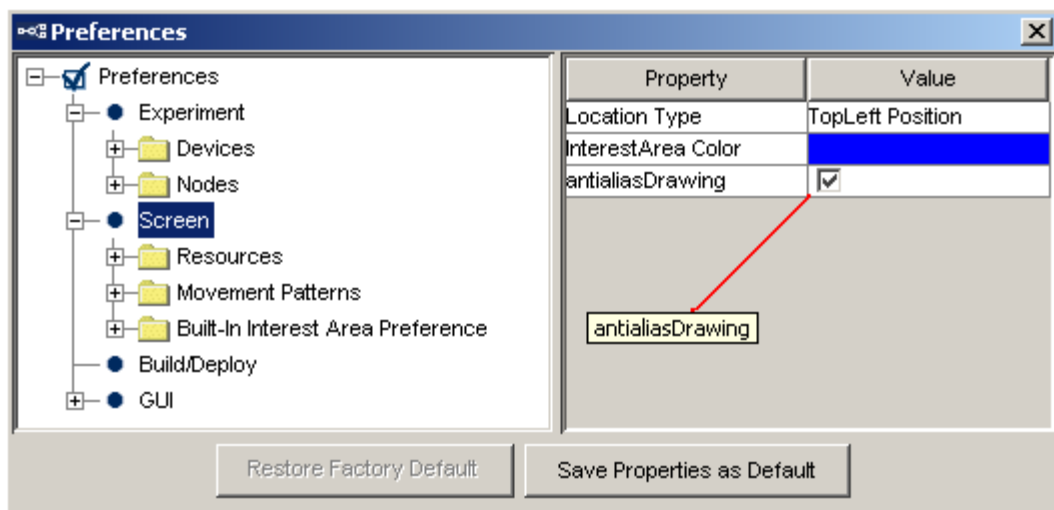 Preferences
Preferences
Experiment
Devices
Nodes
Screen
Resources
Movement Patterns
Built-In Interest Area Preference
Build/Deploy
GUI
Property Value
Location Type TopLeft Position
InterestArea Color
antialiasDrawing
antialiasDrawing
Restore Factory Default Save Properties as Default